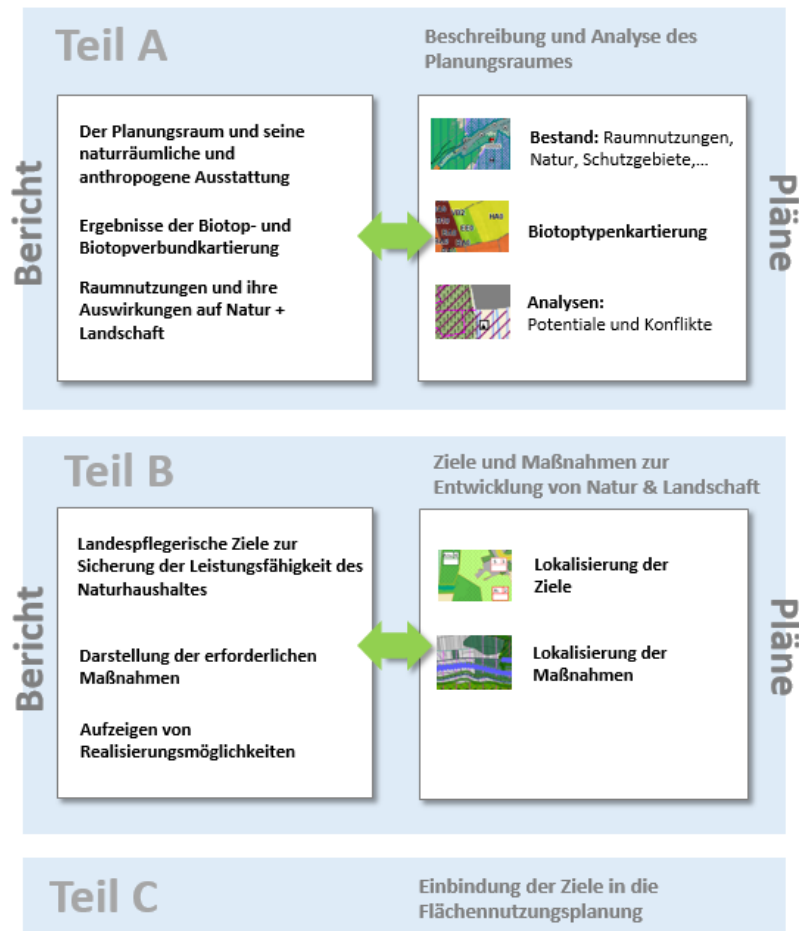 Teil A
Beschreibung und Analyse des
Planungsraumes
Bericht
Der Planungsraum und seine
naturräumliche und
anthropogene Ausstattung
Ergebnisse der Biotop- und
Biotopverbundkartierung
Raumnutzungen und ihre
Auswirkungen auf Natur +
Landschaft
Bestand: Raumnutzungen,
Natur, Schutzgebiete,...
HA0
EE0
Biotoptypenkartierung
Analysen:
Potentiale und Konflikte
Pläne
Teil B
Ziele und Maßnahmen zur
Entwicklung von Natur & Landschaft
Bericht
Landespflegerische Ziele zur
Sicherung der Leistungsfähigkeit des
Naturhaushaltes
Darstellung der erforderlichen
Maßnahmen
Aufzeigen von
Realisierungsmöglichkeiten
Lokalisierung der
Ziele
Lokalisierung der
Maßnahmen
Pläne
Teil C
Einbindung der Ziele in die
Flächennutzungsplanung